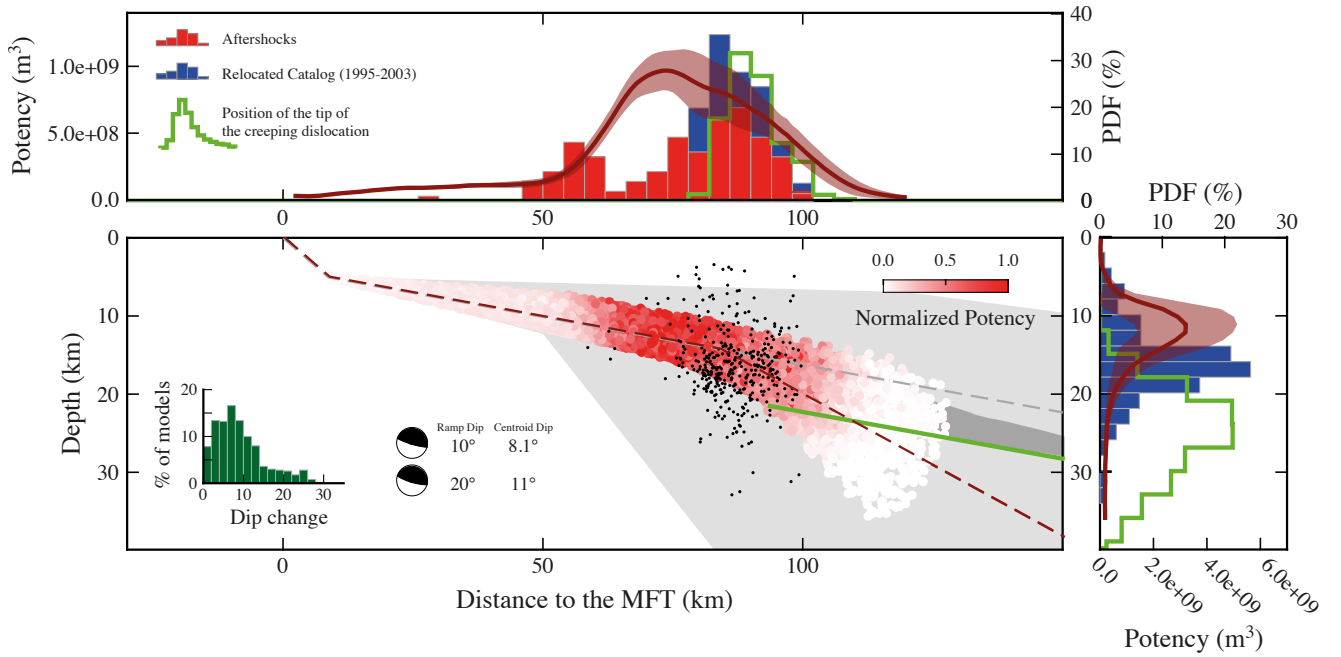 Potency (m³)
1.0e+09
5.0e+08
0.0
Aftershocks
Relocated Catalog (1995-2003)
Position of the tip of
the creeping dislocation
40
30
20
10
0
PDF (%)
0 50 100
PDF (%)
0 10 20 30
Depth (km)
0
10
20
30
0.0 0.5 1.0
Normalized Potency
% of models
20
10
0
0 10 20 30
Dip change
Ramp Dip Centroid Dip
10° 8.1°
20° 11°
0 50 100
Distance to the MFT (km)
0
10
20
30
0.0 2.0e+09 4.0e+09 6.0e+09
Potency (m³)